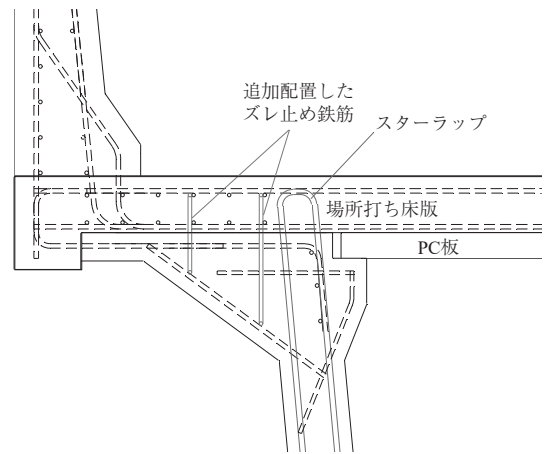 追加配置した
ズレ止め鉄筋
スターラップ
場所打ち床版
PC板